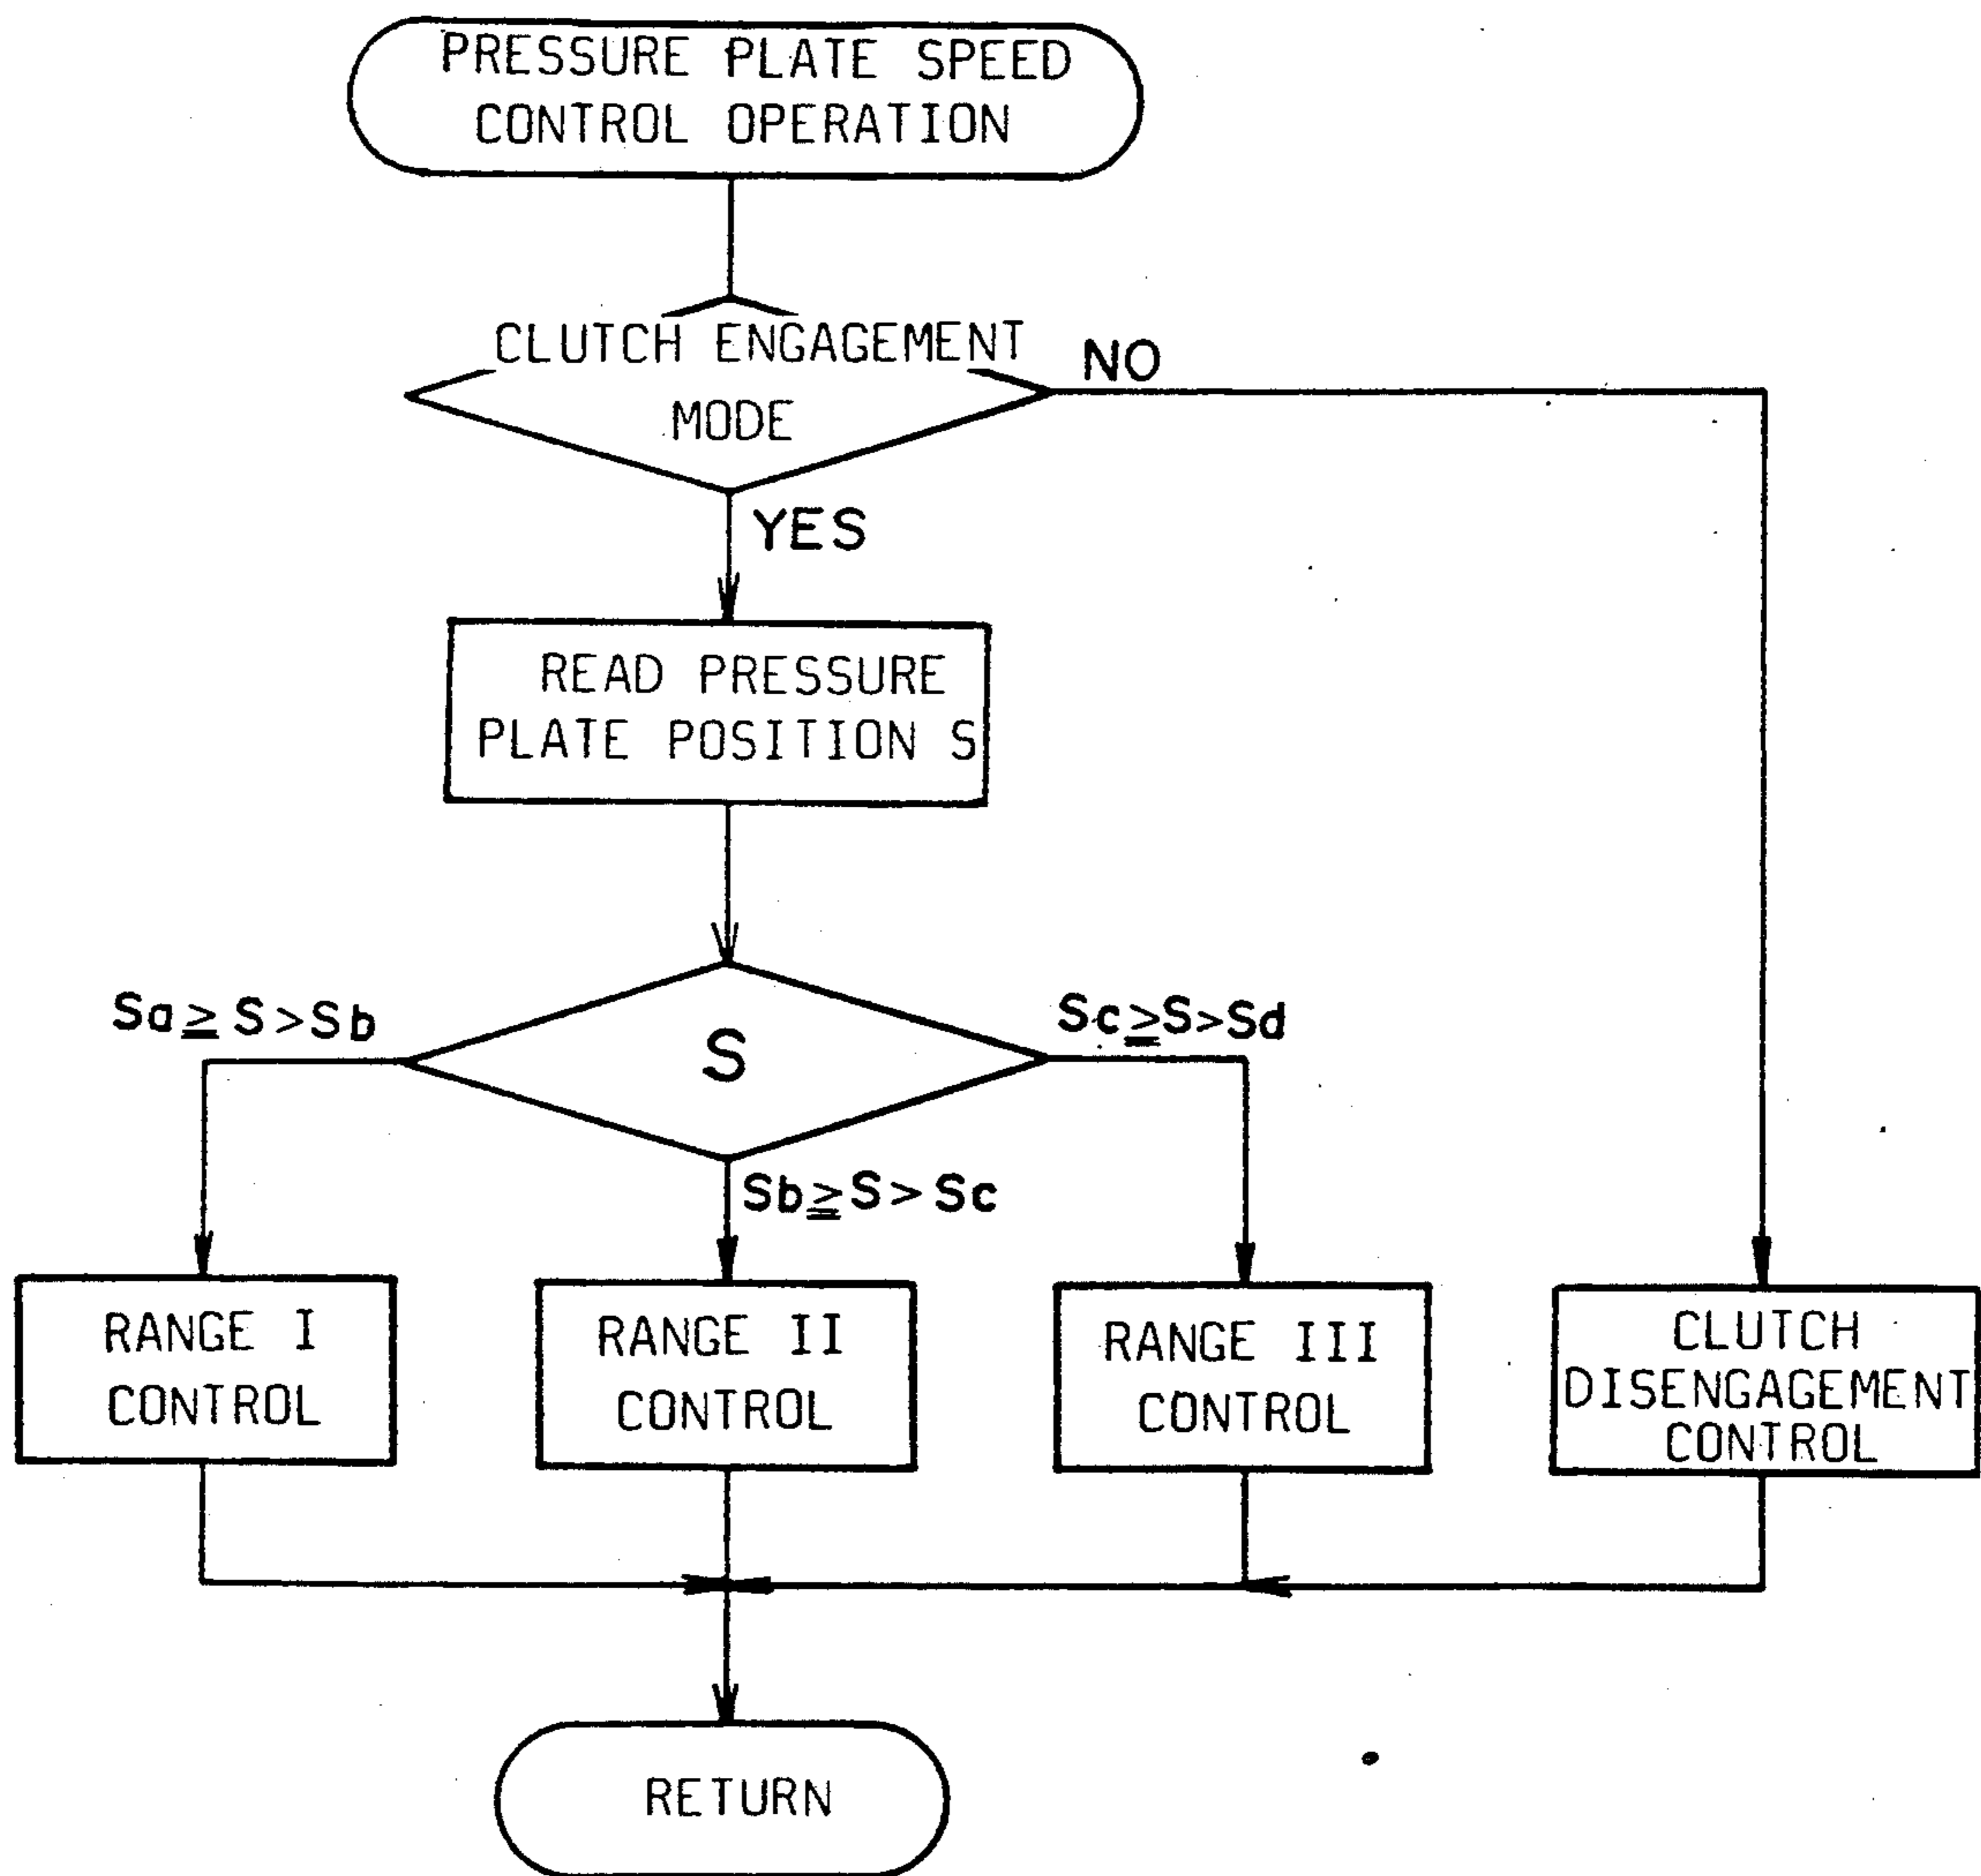 PRESSURE PLATE SPEED
CONTROL OPERATION
CLUTCH ENGAGEMENT
MODE
NO
YES
READ PRESSURE
PLATE POSITION S
Sa≧S>Sb
S
Sc≧S>Sd
Sb≧S>Sc
RANGE I
CONTROL
RANGE II
CONTROL
RANGE III
CONTROL
CLUTCH
DISENGAGEMENT
CONTROL
RETURN